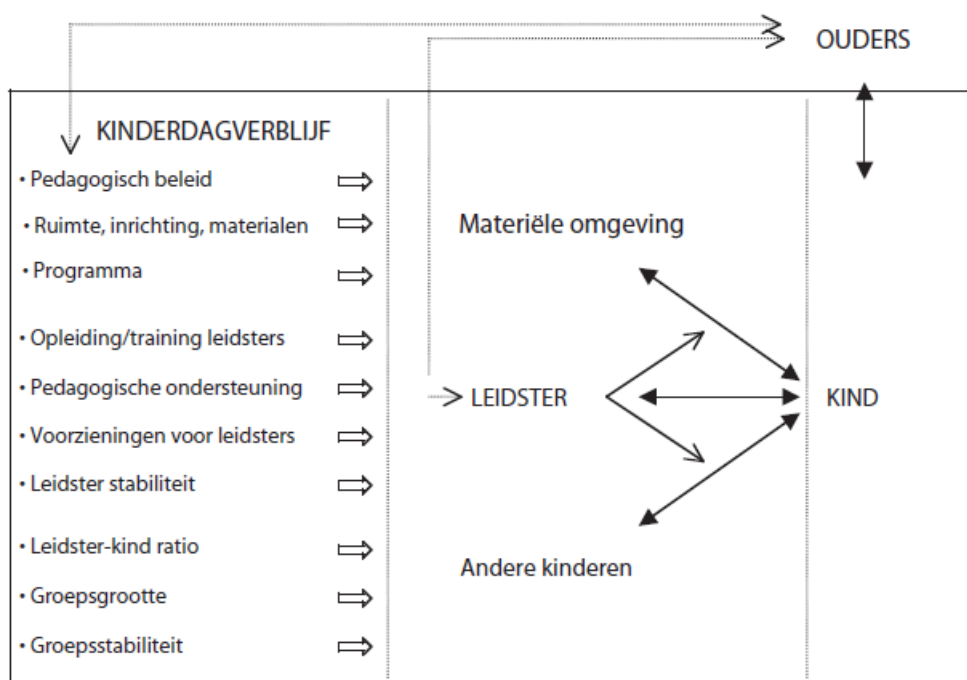 OUDERS
KINDERDAGVERBLIJF
• Pedagogisch beleid
• Ruimte, inrichting, materialen
• Programma
• Opleiding/training leidsters
• Pedagogische ondersteuning
• Voorzieningen voor leidsters
• Leidster stabiliteit
• Leidster-kind ratio
• Groepsgrootte
• Groepsstabiliteit
Materiële omgeving
LEIDSTER
Andere kinderen
KIND